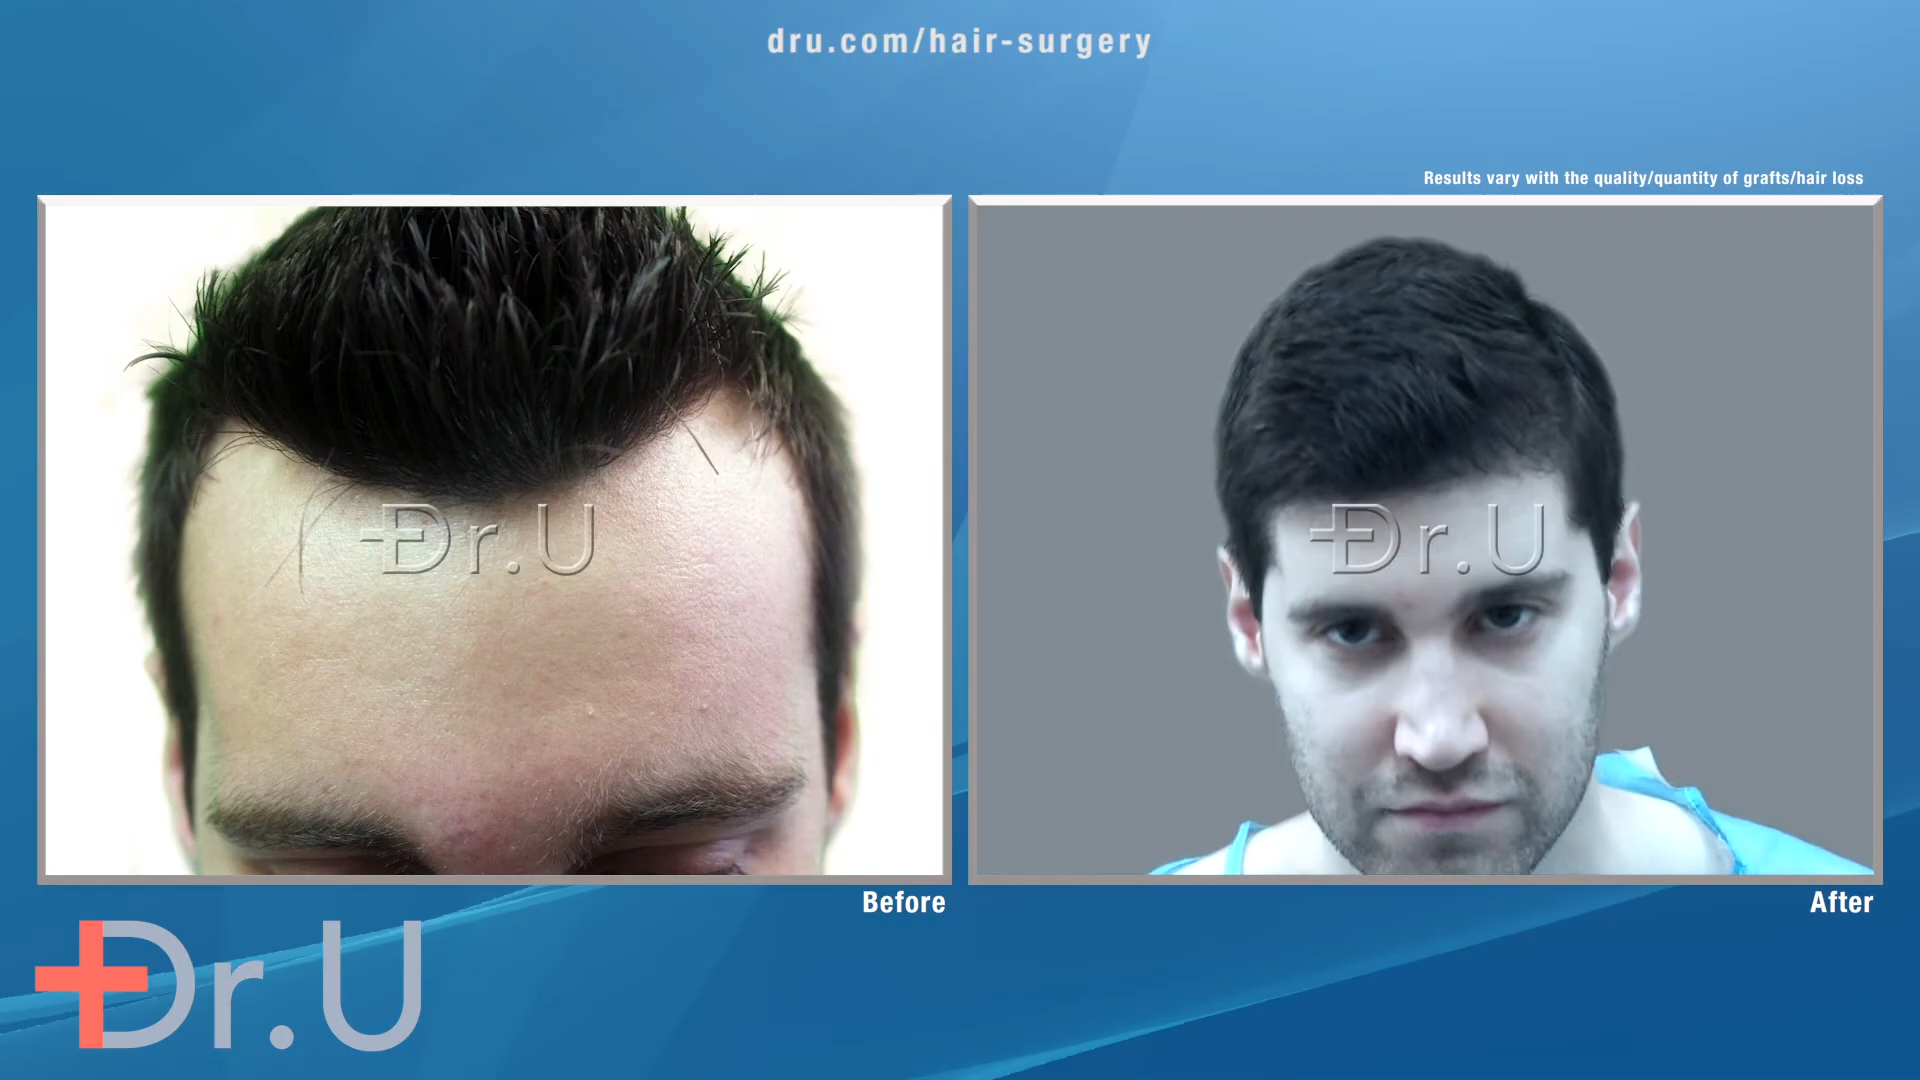 dru.com/hair-surgery
Results vary with the quality/quantity of grafts/hair loss
Dr.U
Dr.U
Before
After
Dr.U